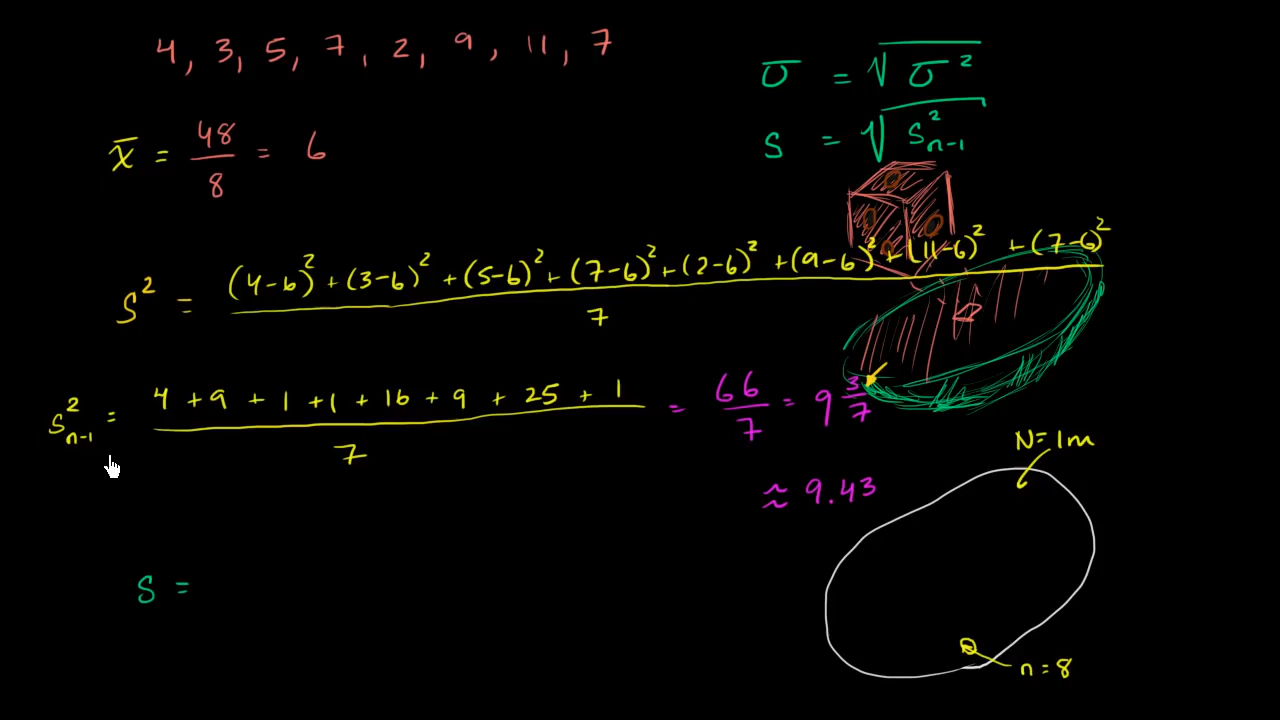 4, 3, 5, 7, 2, 9, 11, 7
σ = √σ²
s = √s²ₙ₋₁
x̄ = 48/8 = 6
s² = ((4-6)² + (3-6)² + (5-6)² + (7-6)² + (2-6)² + (9-6)² + (11-6)² + (7-6)²)/7
s²ₙ₋₁ = (4 + 9 + 1 + 1 + 16 + 9 + 25 + 1)/7 = 66/7 = 9 3/7
≈ 9.43
N=1m
s =
n=8